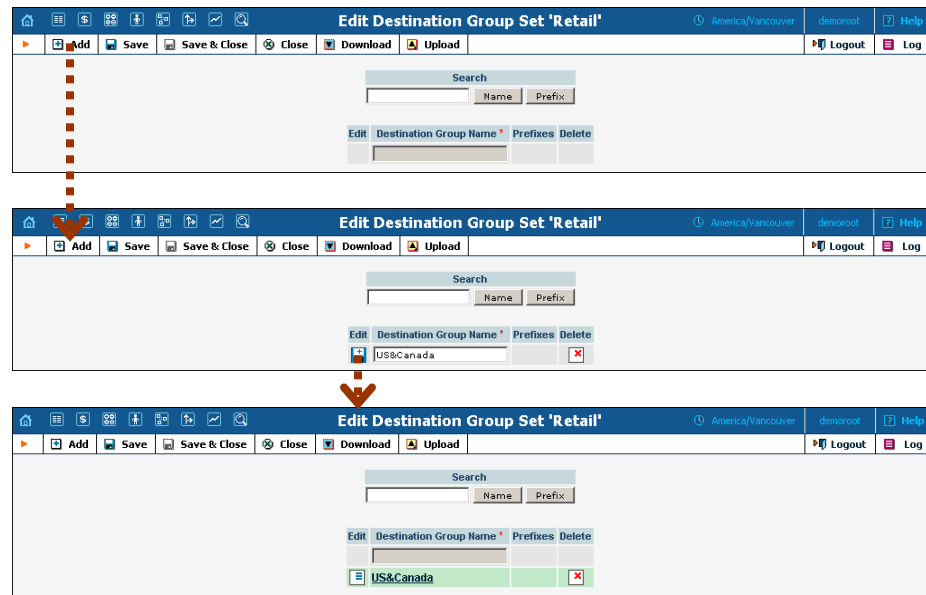 Edit Destination Group Set 'Retail' America/Vancouver demoroot ? Help
Add Save Save & Close Close Download Upload Logout Log
Search
Name Prefix
Edit Destination Group Name * Prefixes Delete
Edit Destination Group Set 'Retail' America/Vancouver demoroot ? Help
Add Save Save & Close Close Download Upload Logout Log
Search
Name Prefix
Edit Destination Group Name * Prefixes Delete
US&Canada
Edit Destination Group Set 'Retail' America/Vancouver demoroot ? Help
Add Save Save & Close Close Download Upload Logout Log
Search
Name Prefix
Edit Destination Group Name * Prefixes Delete
US&Canada